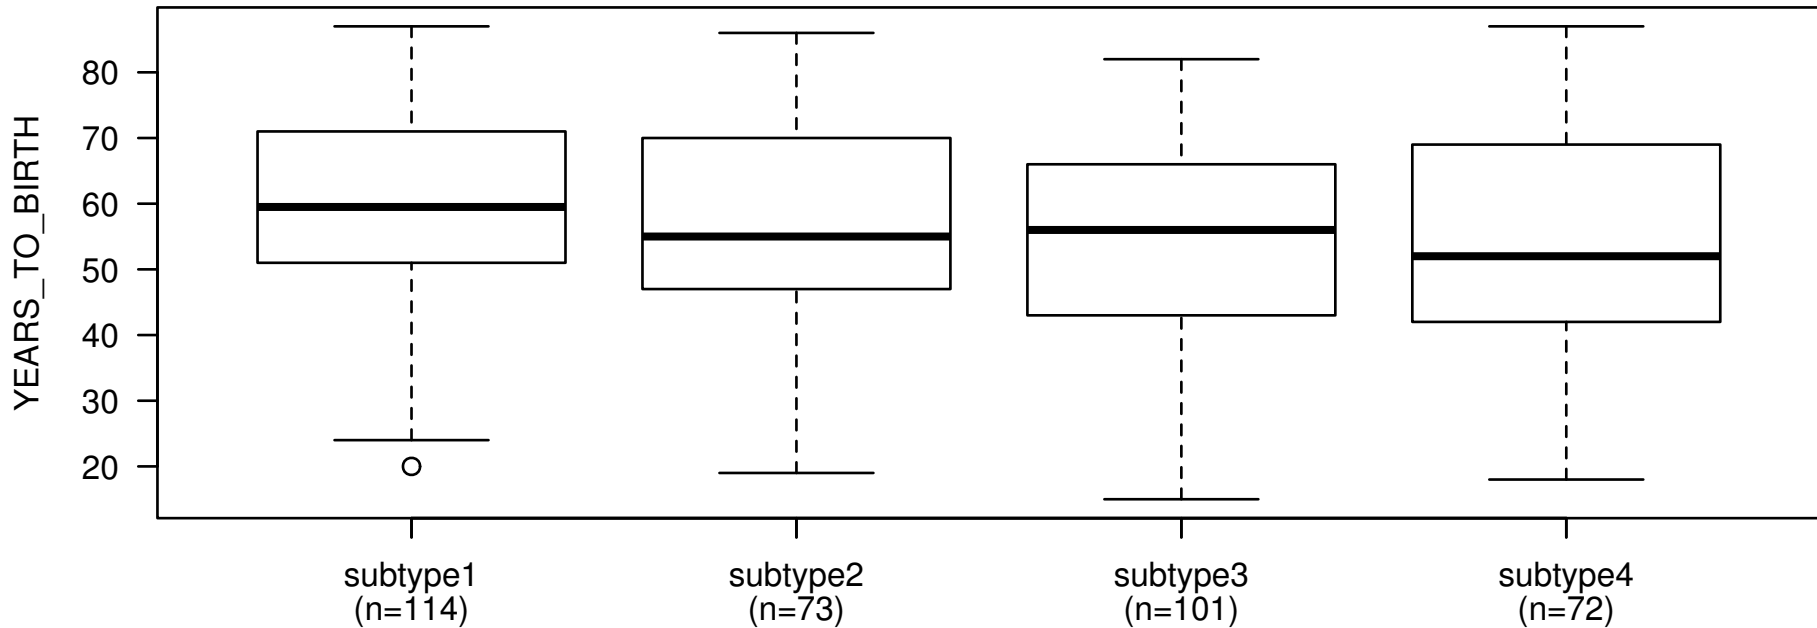 YEARS_TO_BIRTH
80
70
60
50
40
30
20
subtype1 subtype2 subtype3 subtype4
(n=114) (n=73) (n=101) (n=72)